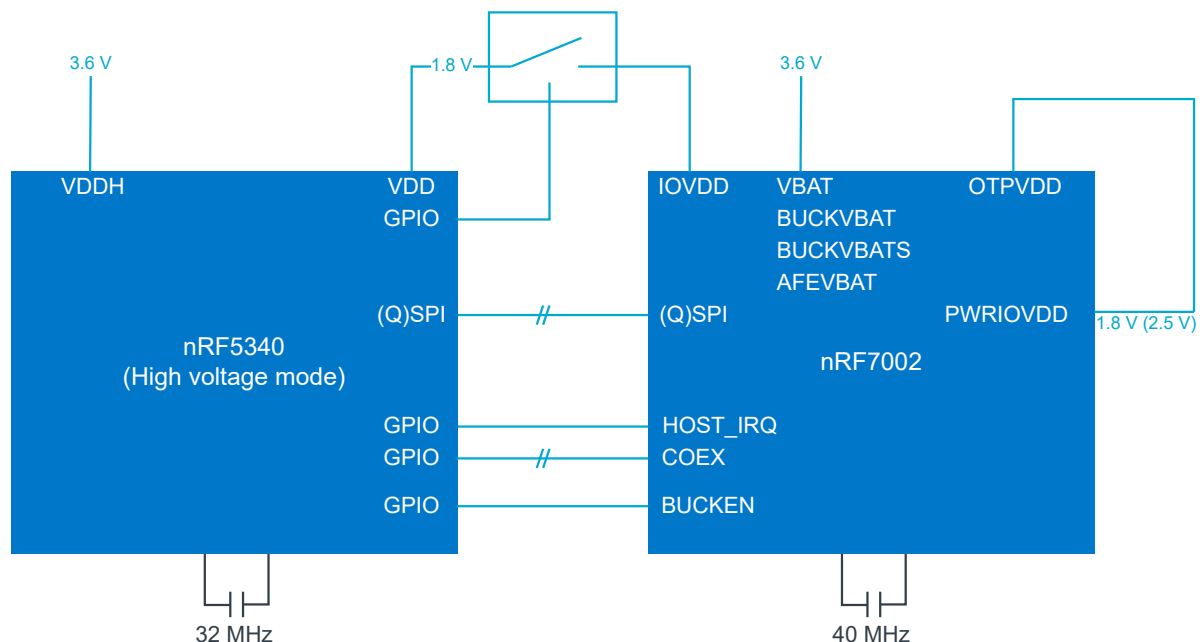 3.6 V
1.8 V
3.6 V
VDDH
VDD
IOVDD
VBAT
OTPVDD
GPIO
BUCKVBAT
BUCKVBATS
AFEVBAT
(Q)SPI
(Q)SPI
PWRIOVDD
1.8 V (2.5 V)
nRF5340
(High voltage mode)
nRF7002
GPIO
HOST_IRQ
GPIO
COEX
GPIO
BUCKEN
32 MHz
40 MHz